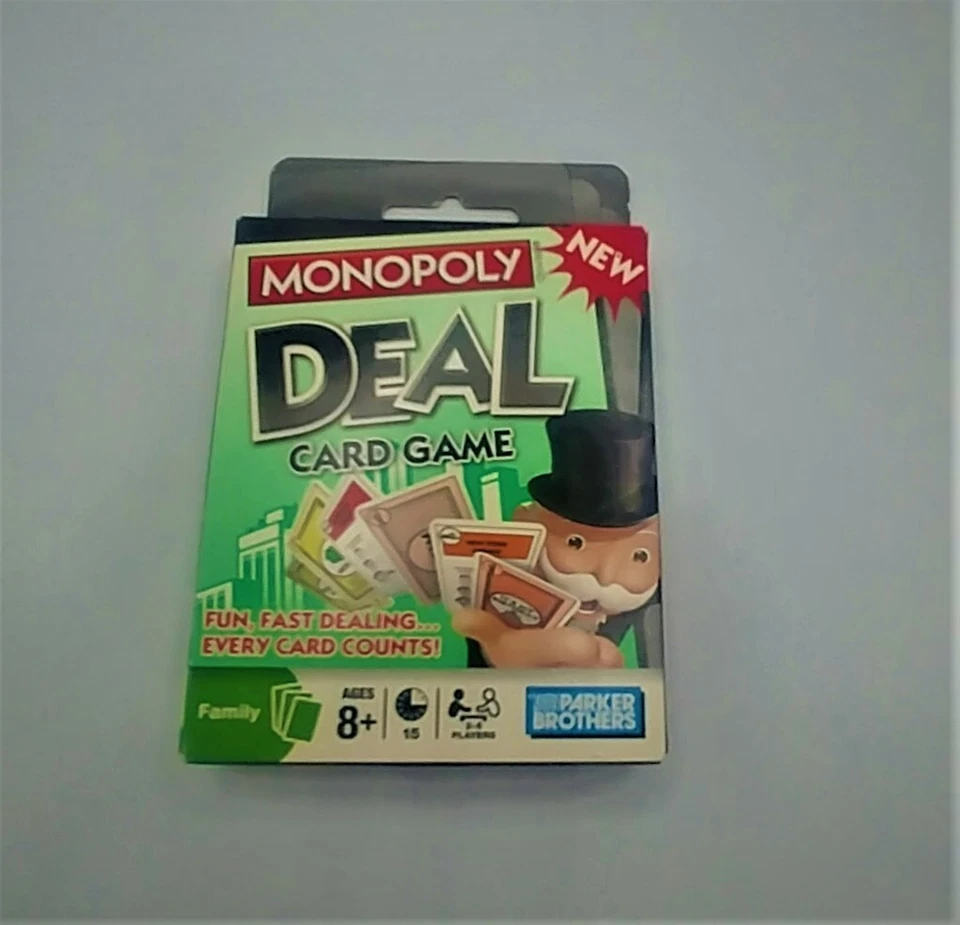 MONOPOLY
NEW
DEAL
CARD GAME
FUN, FAST DEALING...
EVERY CARD COUNTS!
Family
AGES
8+
15
PLAYERS
PARKER
BROTHERS